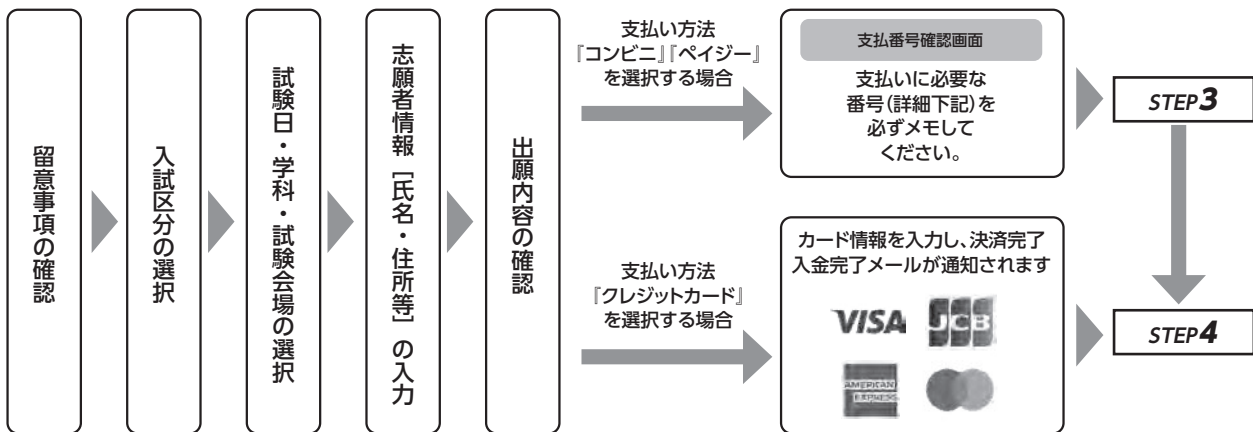 留意事項の確認
入試区分の選択
試験日・学科・試験会場の選択
志願者情報［氏名・住所等］の入力
出願内容の確認
支払い方法
『コンビニ』『ペイジー』
を選択する場合
支払番号確認画面
支払いに必要な
番号(詳細下記)を
必ずメモして
ください。
STEP3
支払い方法
『クレジットカード』
を選択する場合
カード情報を入力し、決済完了
入金完了メールが通知されます
VISA
JCB
AMERICAN
EXPRESS
STEP4